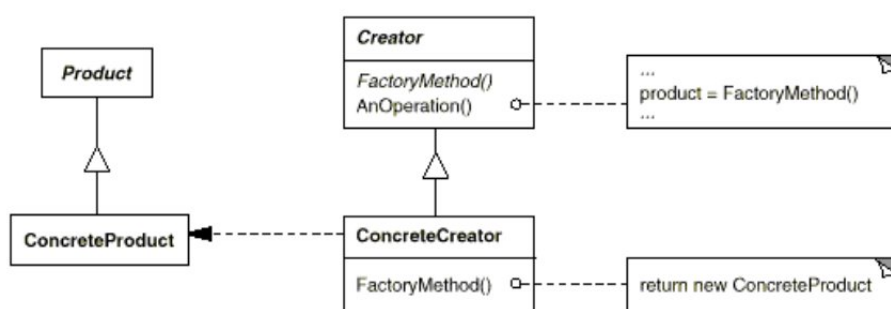 Product
ConcreteProduct
Creator
FactoryMethod()
AnOperation()
...
product = FactoryMethod()
...
ConcreteCreator
FactoryMethod()
return new ConcreteProduct